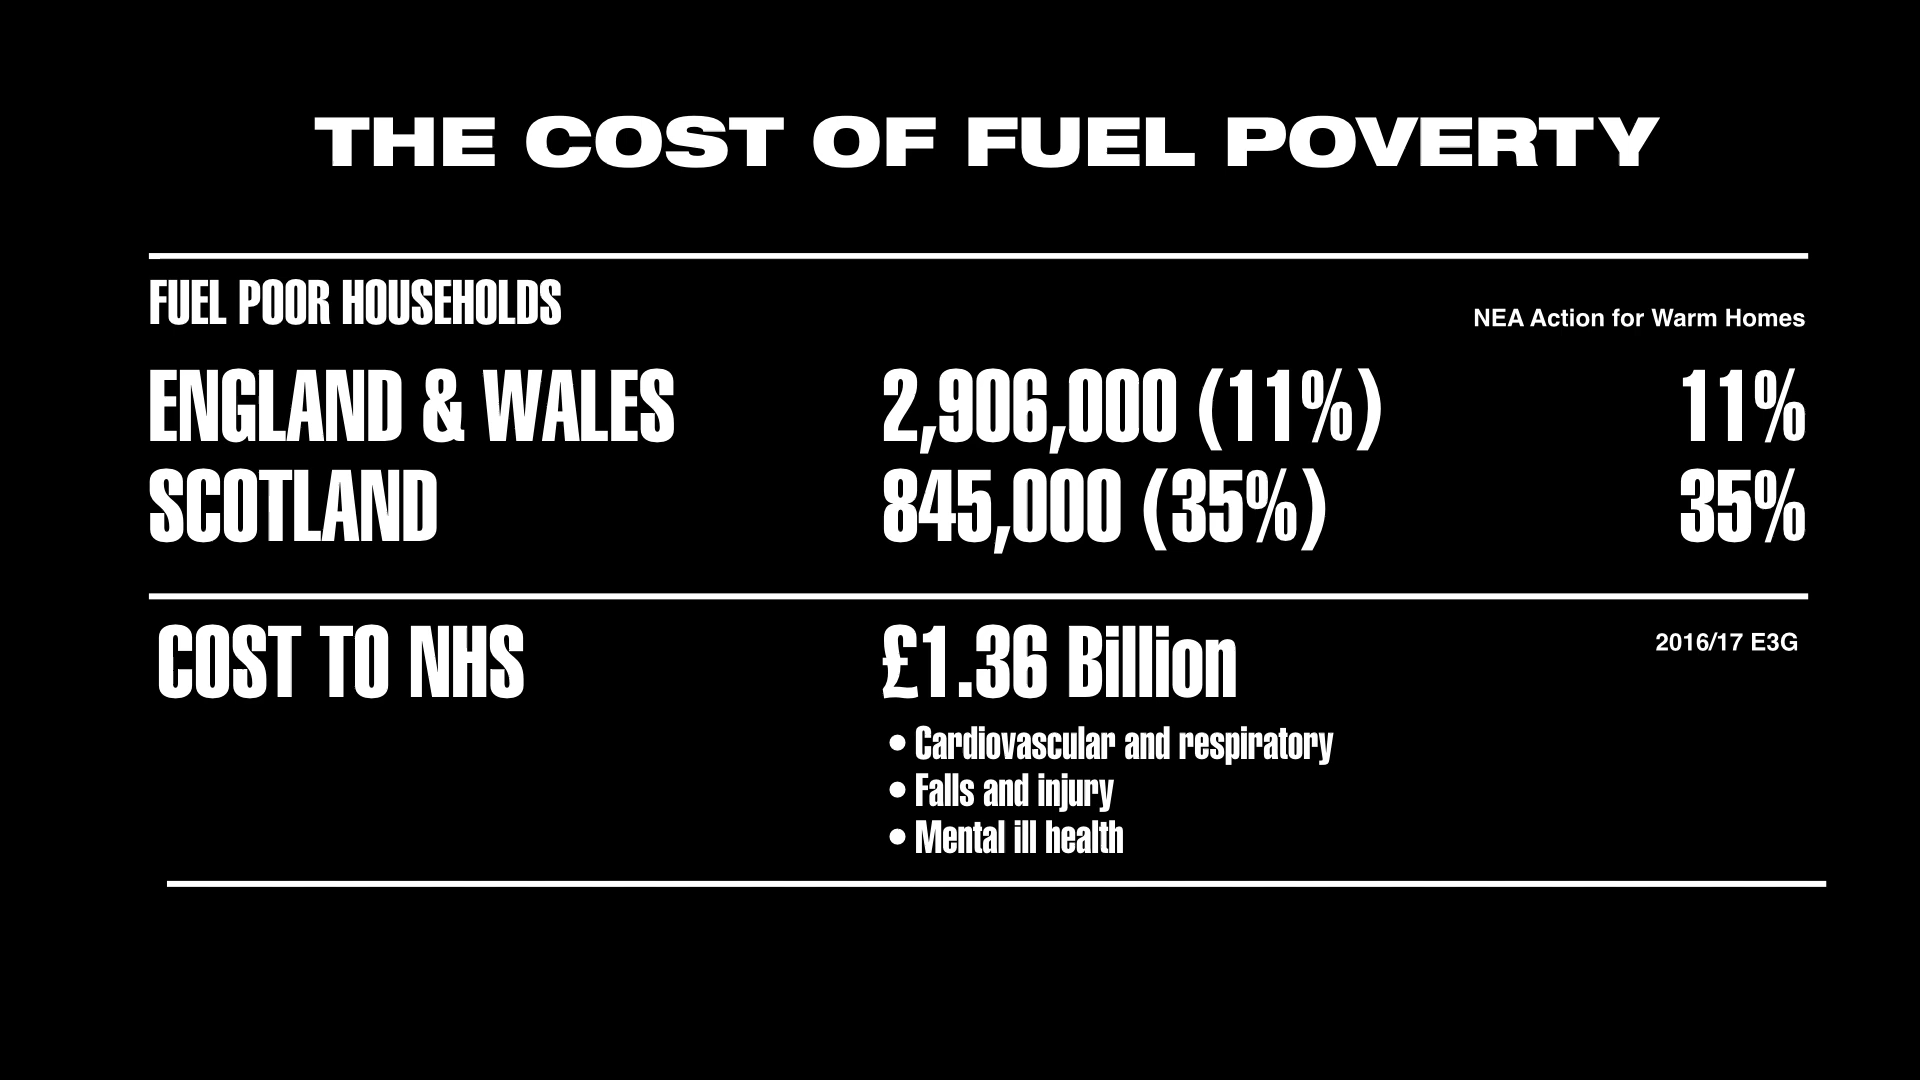 THE COST OF FUEL POVERTY
FUEL POOR HOUSEHOLDS
NEA Action for Warm Homes
ENGLAND & WALES 2,906,000 (11%) 11%
SCOTLAND 845,000 (35%) 35%
COST TO NHS £1.36 Billion 2016/17 E3G
• Cardiovascular and respiratory
• Falls and injury
• Mental ill health